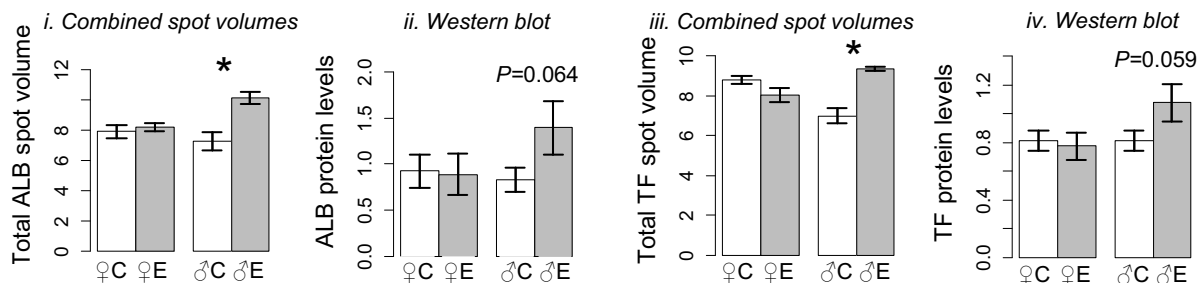 i. Combined spot volumes
Total ALB spot volume
12
10
8
6
4
2
0
*
♀C ♀E ♂C ♂E
ii. Western blot
ALB protein levels
2.0
1.5
1.0
0.5
0.0
P=0.064
♀C ♀E ♂C ♂E
iii. Combined spot volumes
Total TF spot volume
10
8
6
4
2
0
*
♀C ♀E ♂C ♂E
iv. Western blot
TF protein levels
1.2
0.8
0.4
0.0
P=0.059
♀C ♀E ♂C ♂E